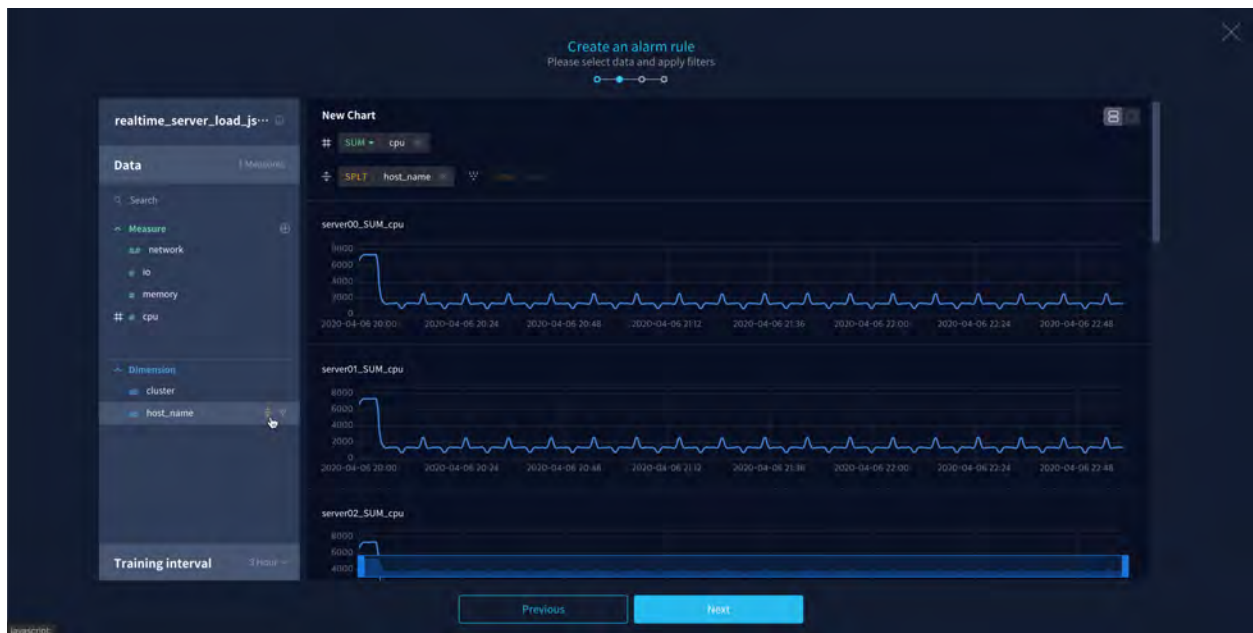 Create an alarm rule
Please select data and apply filters
realtime_server_load_js···
Data
Measures
Search
Measure
network
io
memory
# cpu
Dimension
cluster
host_name
Training interval
New Chart
# SUM cpu
SPLT host_name
server00_SUM_cpu
8000
6000
4000
2000
0
2020-04-06 20:00 2020-04-06 20:24 2020-04-06 20:48 2020-04-06 21:12 2020-04-06 21:36 2020-04-06 22:00 2020-04-06 22:24 2020-04-06 22:48
server01_SUM_cpu
8000
6000
4000
2000
0
2020-04-06 20:00 2020-04-06 20:24 2020-04-06 20:48 2020-04-06 21:12 2020-04-06 21:36 2020-04-06 22:00 2020-04-06 22:24 2020-04-06 22:48
server02_SUM_cpu
8000
6000
4000
Previous
Next